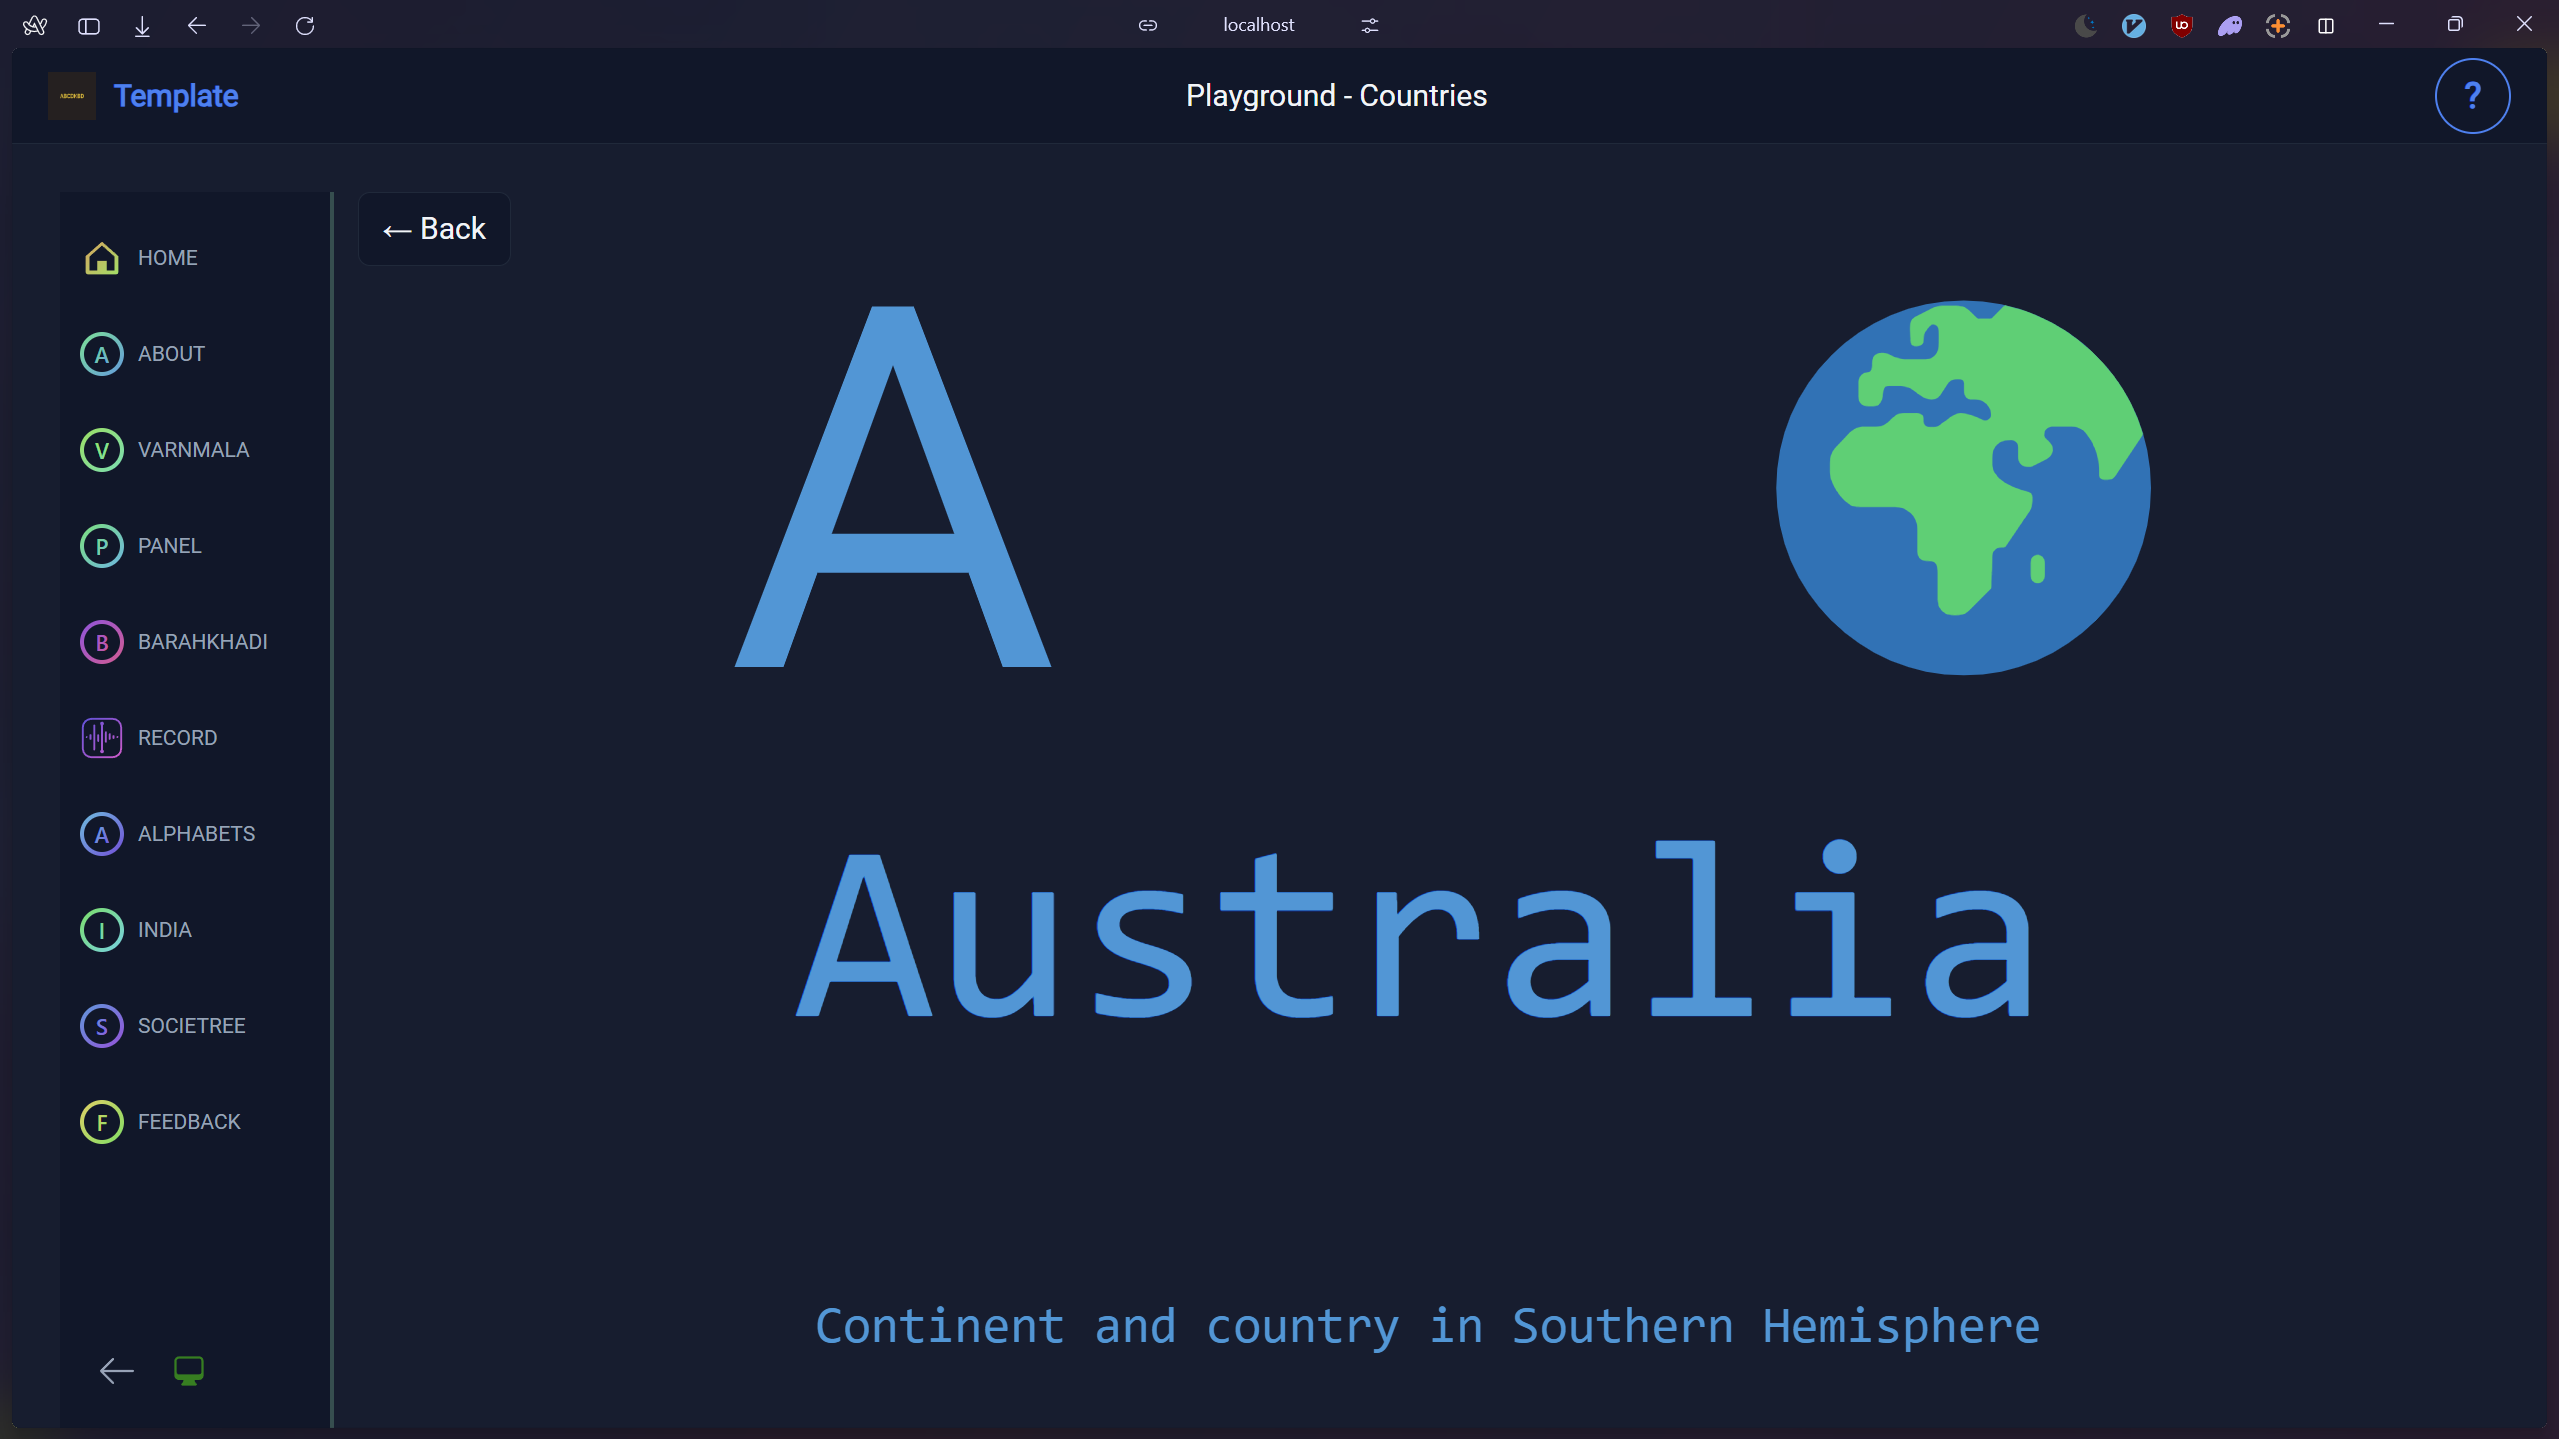 localhost
Template
Playground - Countries
?
← Back
HOME
A ABOUT
V VARNMALA
P PANEL
B BARAHKHADI
RECORD
A ALPHABETS
I INDIA
S SOCIETREE
F FEEDBACK
A
Australia
Continent and country in Southern Hemisphere